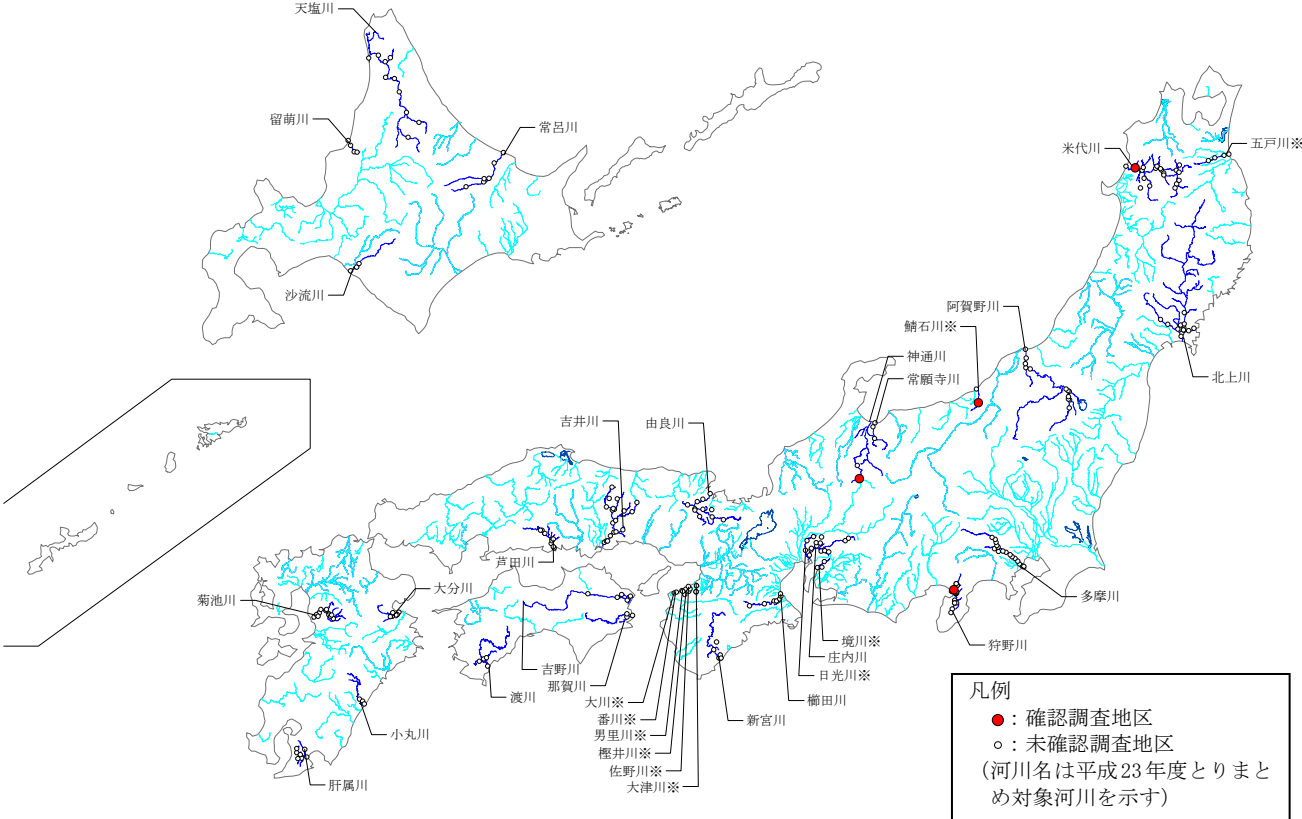 天塩川
留萌川
常呂川
沙流川
米代川
五戸川※
阿賀野川
鯖石川※
神通川
常願寺川
北上川
吉井川
由良川
芦田川
菊池川
大分川
多摩川
狩野川
境川※
庄内川
日光川※
櫛田川
新宮川
吉野川
那賀川
渡川
大川※
番川※
男里川※
樫井川※
佐野川※
大津川※
小丸川
肝属川
凡例
：確認調査地区
：未確認調査地区
(河川名は平成23年度とりまと
め対象河川を示す)